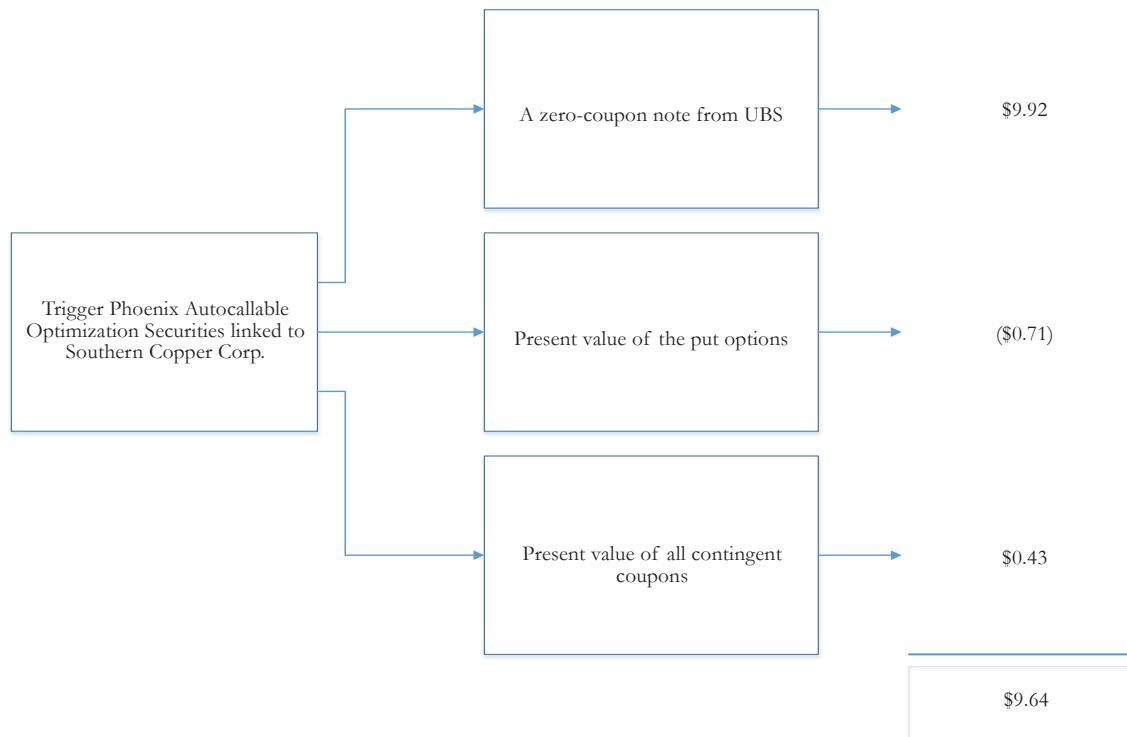 A zero-coupon note from UBS
$9.92
Trigger Phoenix Autocallable
Optimization Securities linked to
Southern Copper Corp.
Present value of the put options
($0.71)
Present value of all contingent
coupons
$0.43
$9.64